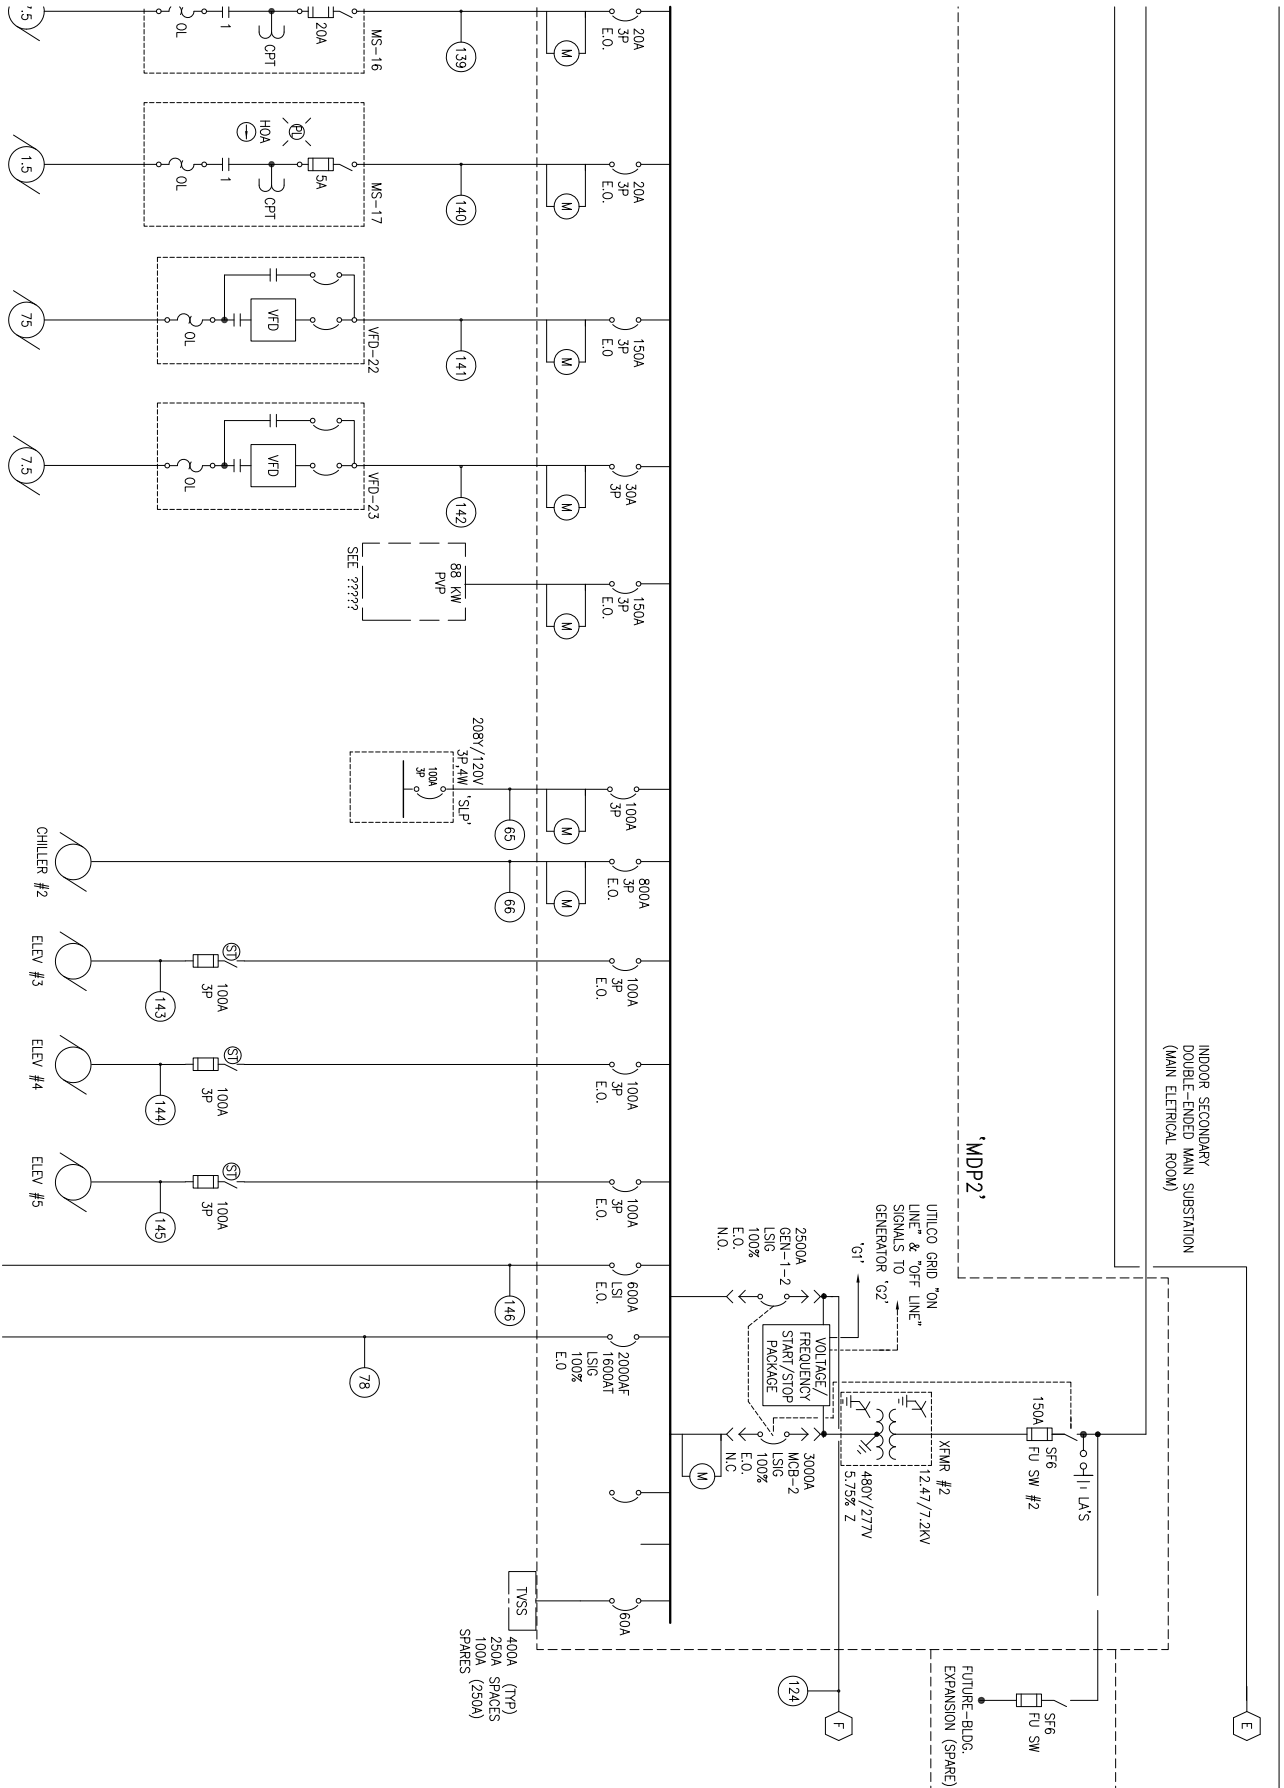 INDOOR SECONDARY
DOUBLE-ENDED MAIN SUBSTATION
(MAIN ELETRICAL ROOM)
'MDP2'
E
SF6
FU SW
FUTURE-BLDG.
EXPANSION (SPARE)
LA'S
SF6
FU SW #2
150A
XFMR #2
12.47/7.2KV
480Y/277V
5.75% Z
UTILCO GRID "ON
LINE" & "OFF LINE"
SIGNALS TO
GENERATOR 'G2'
'G1'
VOLTAGE/
FREQUENCY
START/STOP
PACKAGE
2500A
GEN-1-2
LSIG
100%
E.O.
N.O.
3000A
MCB-2
LSIG
100%
E.O.
N.C
M
F
124
20A
3P
E.O.
M
139
MS-16
20A
CPT
1
OL
7.5
20A
3P
E.O.
M
140
MS-17
5A
PL
HOA
CPT
1
OL
1.5
150A
3P
E.O
M
141
VFD-22
VFD
OL
75
30A
3P
M
142
VFD-23
VFD
OL
7.5
150A
3P
E.O.
M
88 KW
PVP
SEE ?????
100A
3P
M
65
208Y/120V
3P,4W 'SLP'
100A
3P
800A
3P
E.O.
M
66
CHILLER #2
100A
3P
E.O.
ST
100A
3P
143
ELEV #3
100A
3P
E.O.
ST
100A
3P
144
ELEV #4
100A
3P
E.O.
ST
100A
3P
145
ELEV #5
600A
LSI
E.O.
146
2000AF
1600AT
LSIG
100%
E.O
78
60A
TVSS
400A (TYP)
250A SPACES
100A
SPARES (250A)